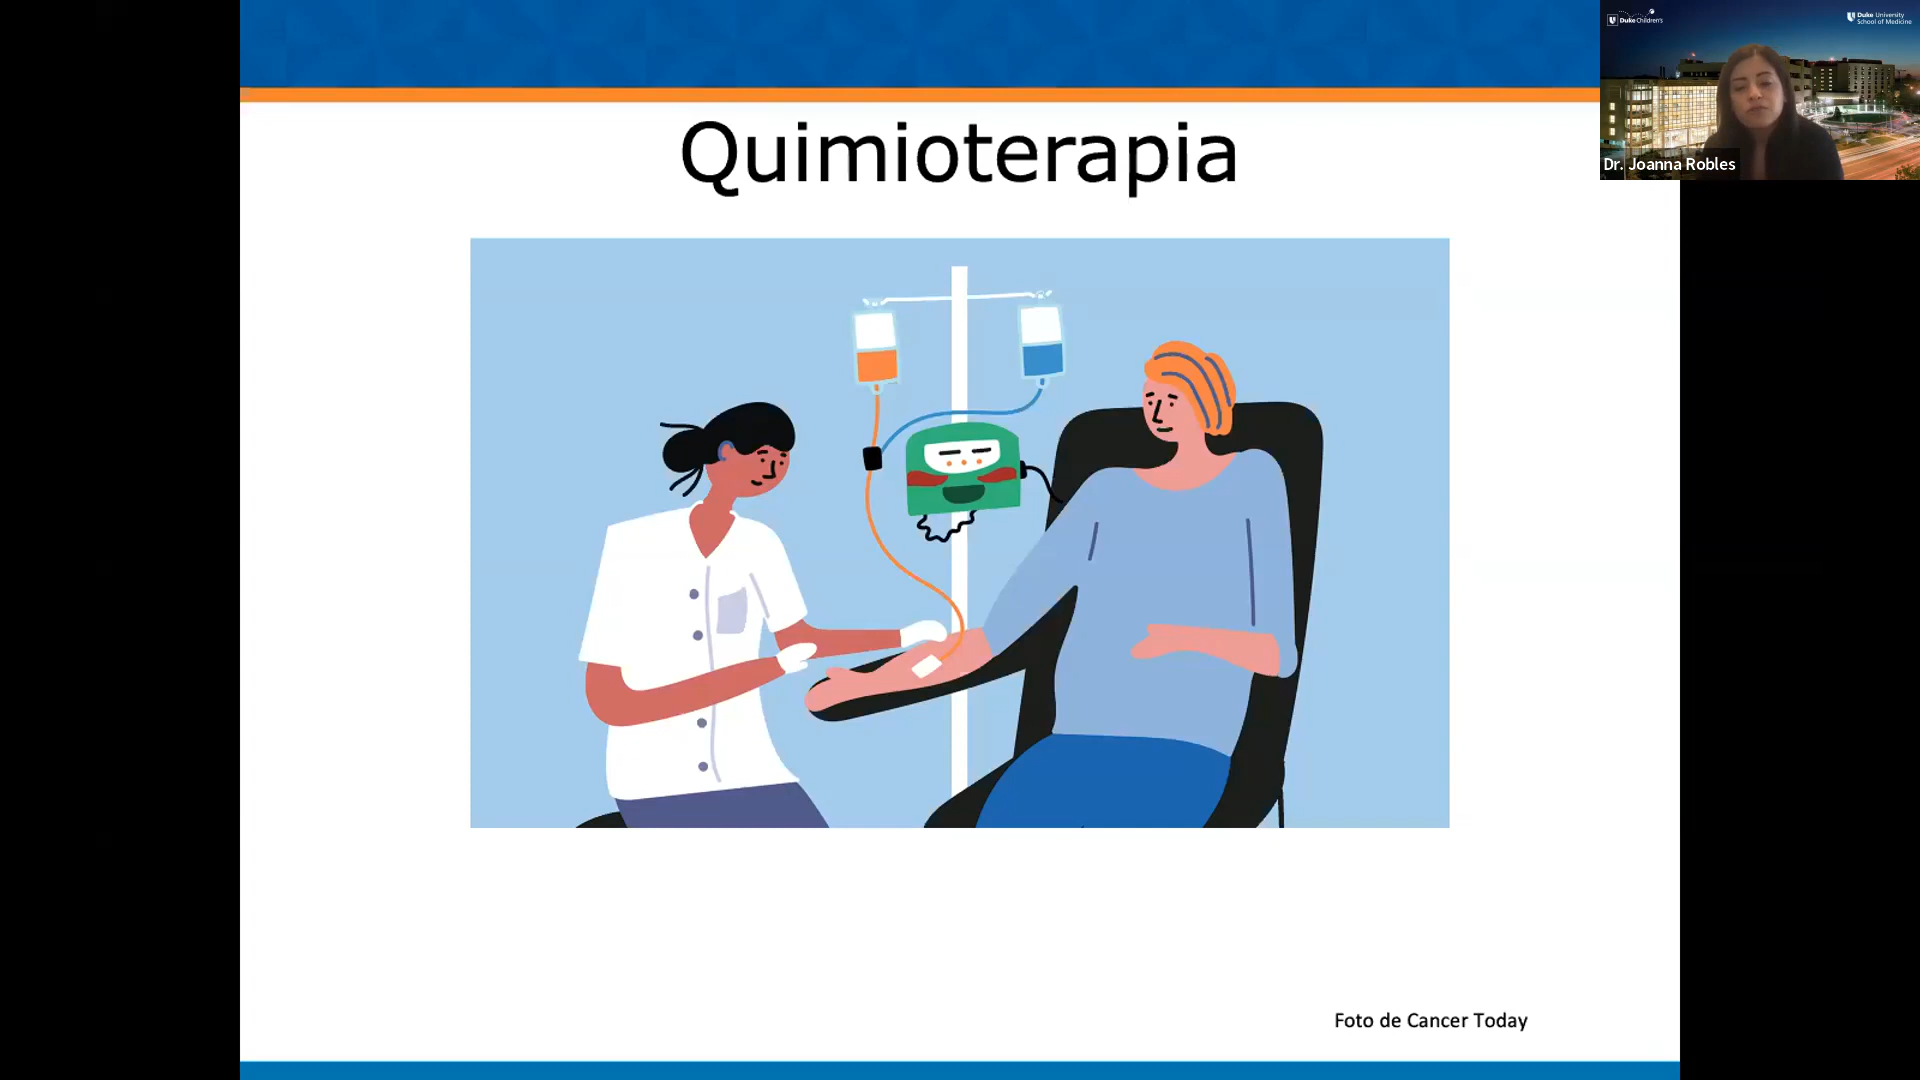 Quimioterapia
Duke Children's
Duke University
School of Medicine
Dr. Joanna Robles
Foto de Cancer Today